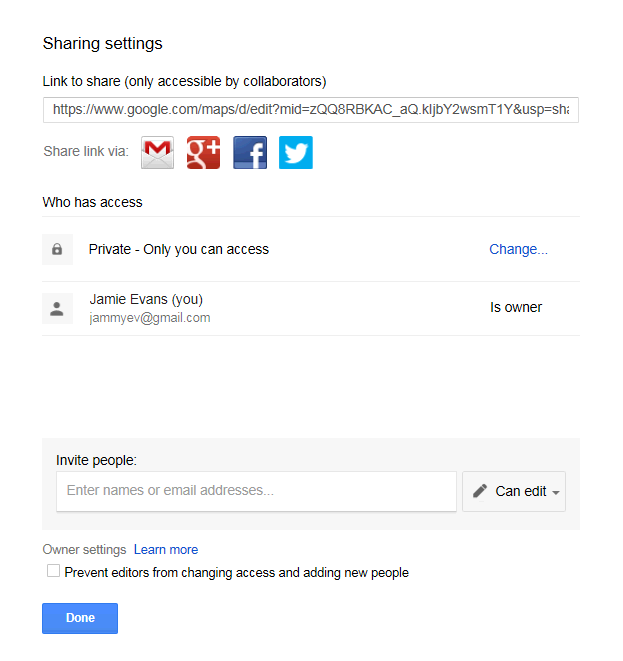 Sharing settings
Link to share (only accessible by collaborators)
https://www.google.com/maps/d/edit?mid=zQQ8RBKAC_aQ.kIjbY2wsmT1Y&usp=sha
Share link via:
g+
f
Who has access
Private - Only you can access
Change...
Jamie Evans (you)
jammyev@gmail.com
Is owner
Invite people:
Enter names or email addresses...
Can edit
Owner settings Learn more
Prevent editors from changing access and adding new people
Done